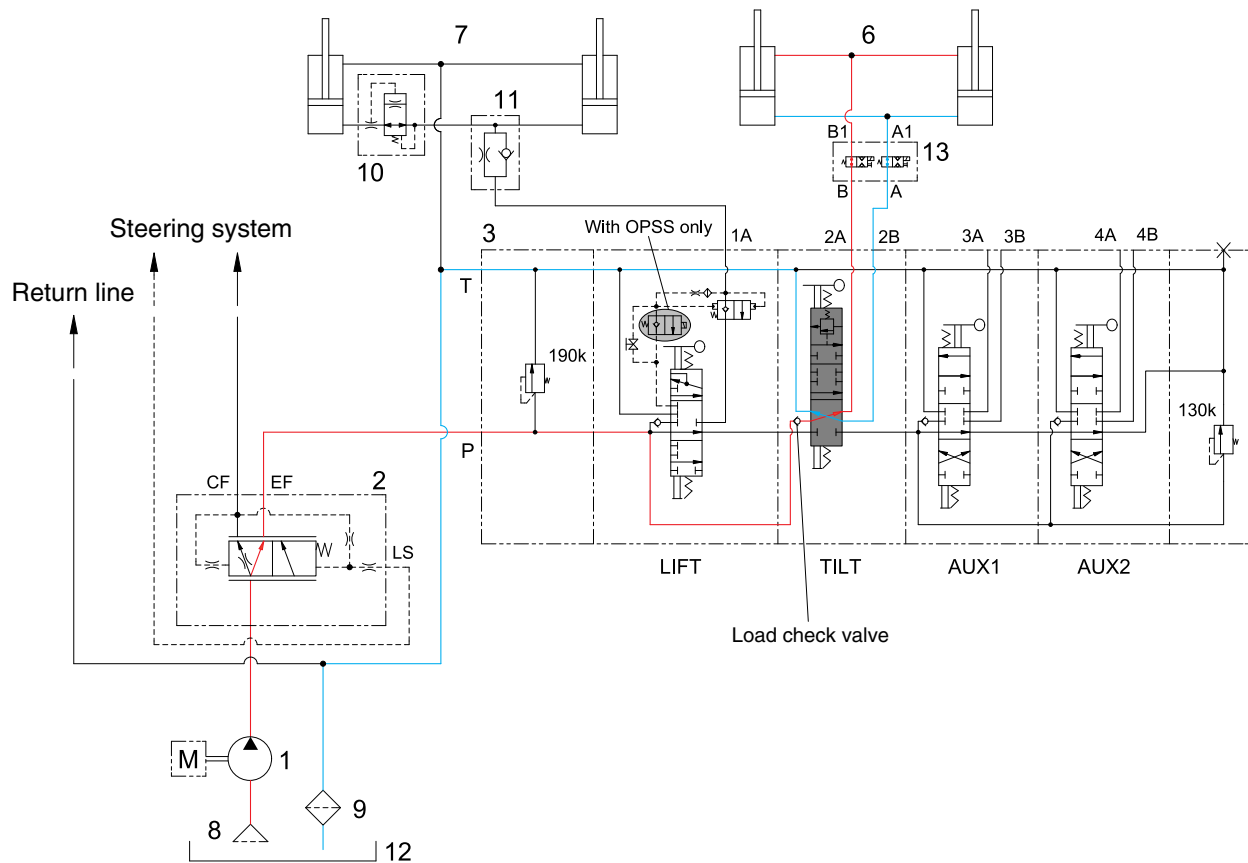 7
6
11
B1 A1
13
10
B A
With OPSS only
Steering system
3
1A
2A 2B
3A 3B
4A 4B
T
Return line
190k
130k
P
CF EF
2
LS
LIFT
TILT
AUX1
AUX2
Load check valve
M
1
9
8
12